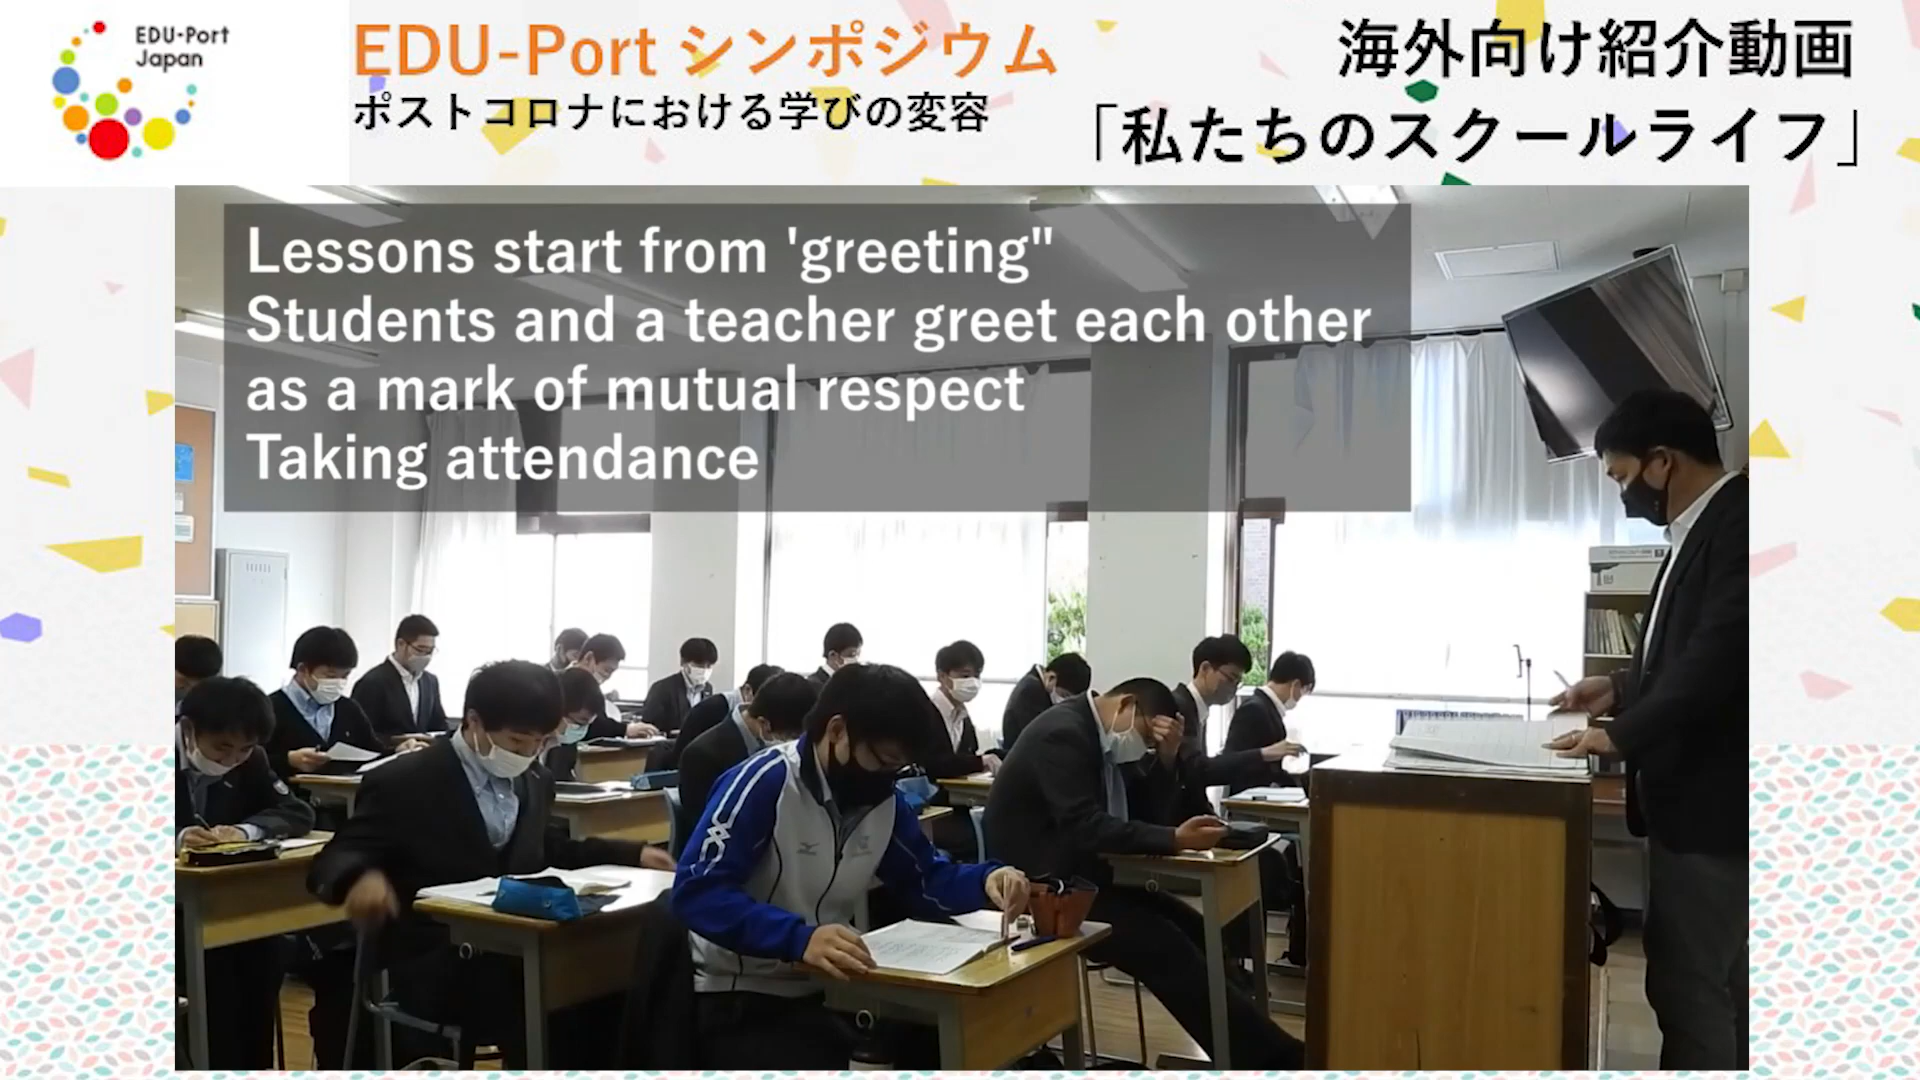 EDU-Port
Japan
EDU-Port シンポジウム
ポストコロナにおける学びの変容
海外向け紹介動画
「私たちのスクールライフ」
Lessons start from 'greeting"
Students and a teacher greet each other
as a mark of mutual respect
Taking attendance